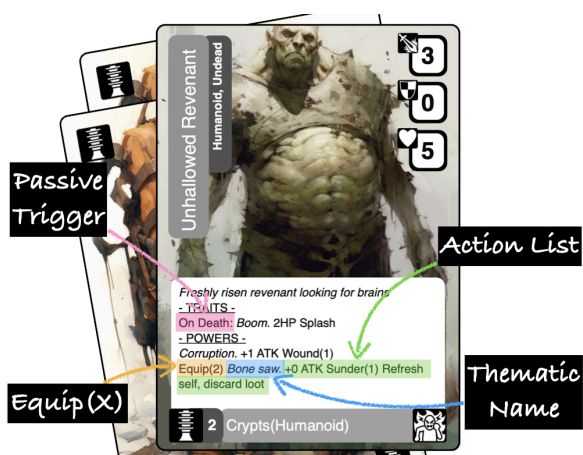 Unhallowed Revenant
Humanoid, Undead
3
0
5
Passive
Trigger
Action List
Freshly risen revenant looking for brains
- TRAITS -
On Death: Boom. 2HP Splash
- POWERS -
Corruption. +1 ATK Wound(1)
Equip(2) Bone saw. +0 ATK Sunder(1) Refresh
self, discard loot
Equip(X)
Thematic
Name
2 Crypts(Humanoid)